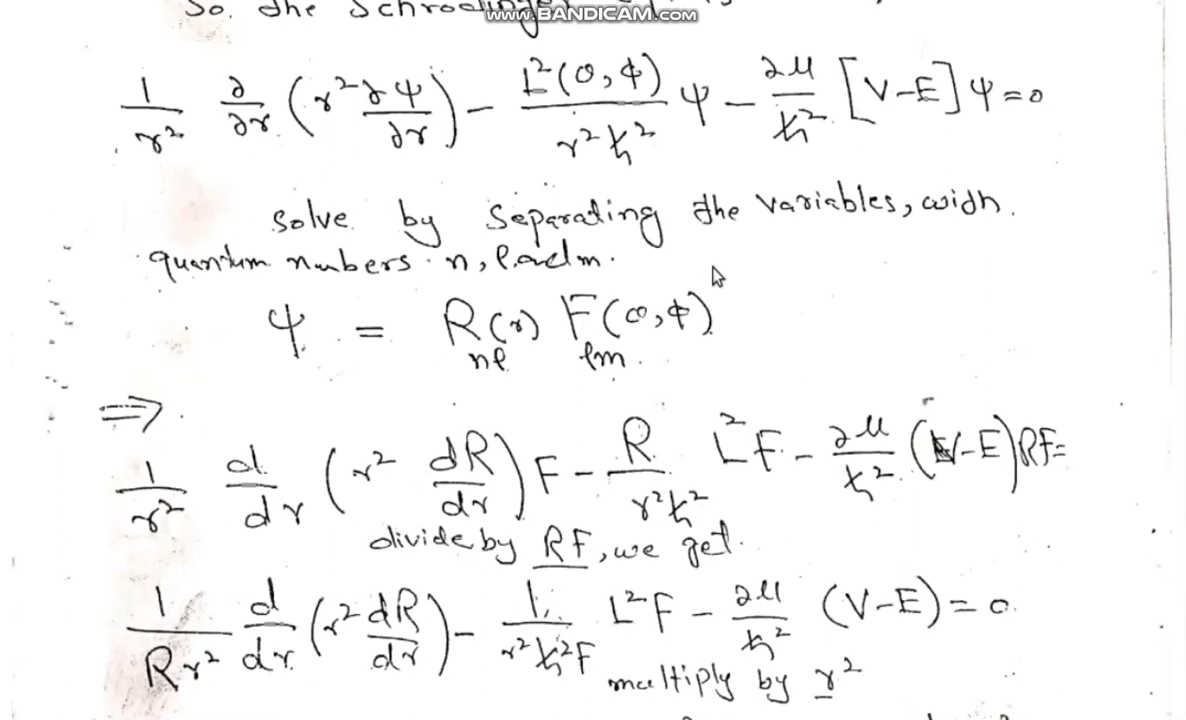 So. the Schrodinger
www.BANDICAM.com
1/r² ∂/∂r (r² ∂ψ/∂r) - L²(θ,φ)/r²ħ² ψ - 2μ/ħ² [V-E] ψ = 0
Solve by Separating the variables, with
quantum numbers n, l and m.
ψ = R(r) F(θ,φ)
nl lm
⇒
1/r² d/dr (r² dR/dr) F - R/r²ħ² L²F - 2μ/ħ² (V-E) RF =
divide by RF, we get.
1/Rr² d/dr (r² dR/dr) - 1/r²ħ²F L²F - 2μ/ħ² (V-E) = 0
multiply by r²